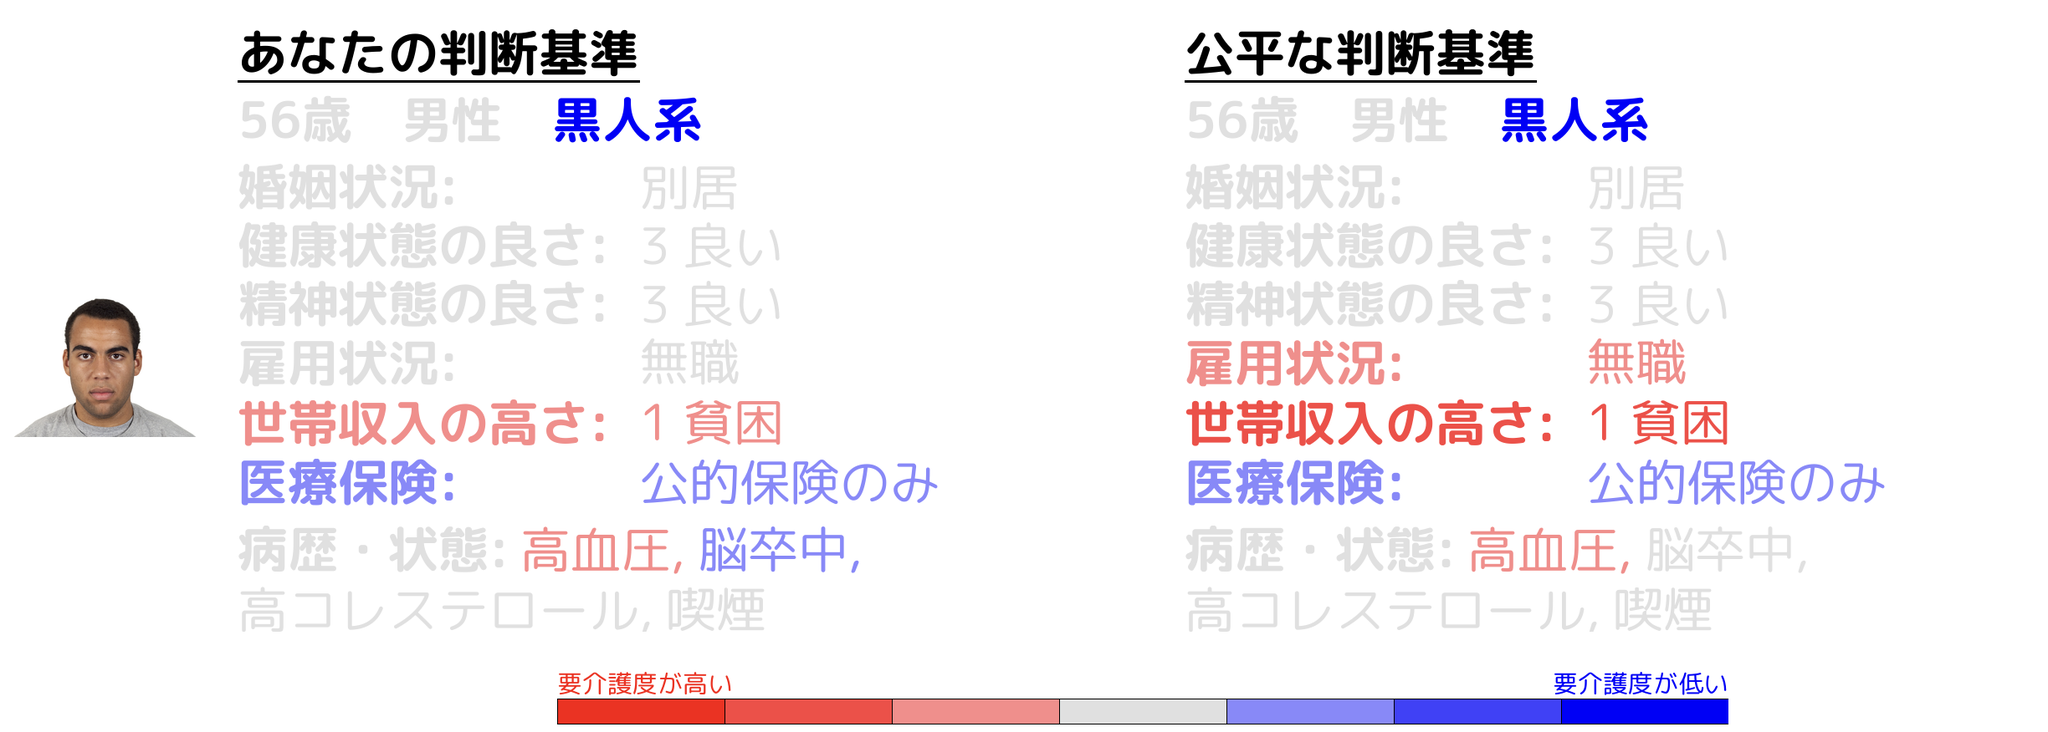 あなたの判断基準
56歳 男性 黒人系
婚姻状況: 別居
健康状態の良さ: 3 良い
精神状態の良さ: 3 良い
雇用状況: 無職
世帯収入の高さ: 1 貧困
医療保険: 公的保険のみ
病歴・状態: 高血圧, 脳卒中,
高コレステロール, 喫煙
公平な判断基準
56歳 男性 黒人系
婚姻状況: 別居
健康状態の良さ: 3 良い
精神状態の良さ: 3 良い
雇用状況: 無職
世帯収入の高さ: 1 貧困
医療保険: 公的保険のみ
病歴・状態: 高血圧, 脳卒中,
高コレステロール, 喫煙
要介護度が高い
要介護度が低い